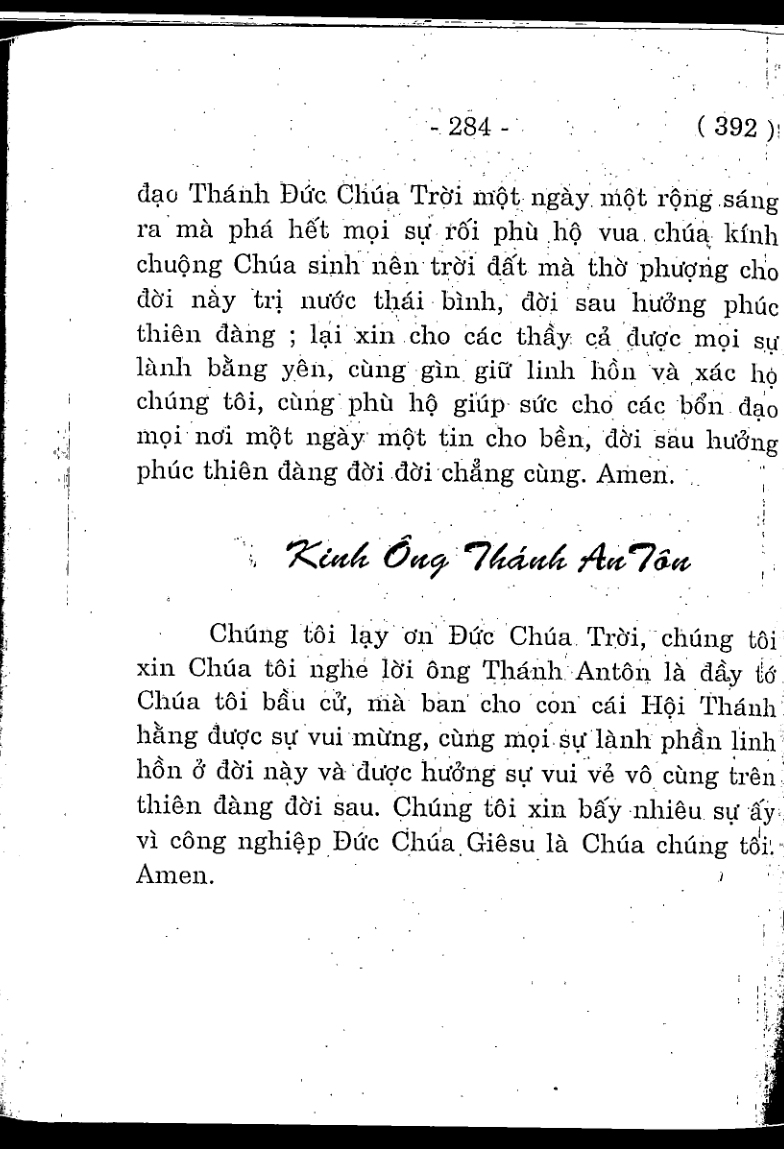 - 284 - ( 392 )
đạo Thánh Đức Chúa Trời một ngày một rộng sáng
ra mà phá hết mọi sự rối phù hộ vua chúa kính
chuộng Chúa sinh nên trời đất mà thờ phượng cho
đời này trị nước thái bình, đời sau hưởng phúc
thiên đàng ; lại xin cho các thầy cả được mọi sự
lành bằng yên, cùng gìn giữ linh hồn và xác họ
chúng tôi, cùng phù hộ giúp sức cho các bổn đạo
mọi nơi một ngày một tin cho bền, đời sau hưởng
phúc thiên đàng đời đời chẳng cùng. Amen.
Kinh Ông Thánh AnTôn
Chúng tôi lạy ơn Đức Chúa Trời, chúng tôi
xin Chúa tôi nghe lời ông Thánh Antôn là đầy tớ
Chúa tôi bầu cử, mà ban cho con cái Hội Thánh
hằng được sự vui mừng, cùng mọi sự lành phần linh
hồn ở đời này và được hưởng sự vui vẻ vô cùng trên
thiên đàng đời sau. Chúng tôi xin bấy nhiêu sự ấy
vì công nghiệp Đức Chúa Giêsu là Chúa chúng tôi.
Amen.